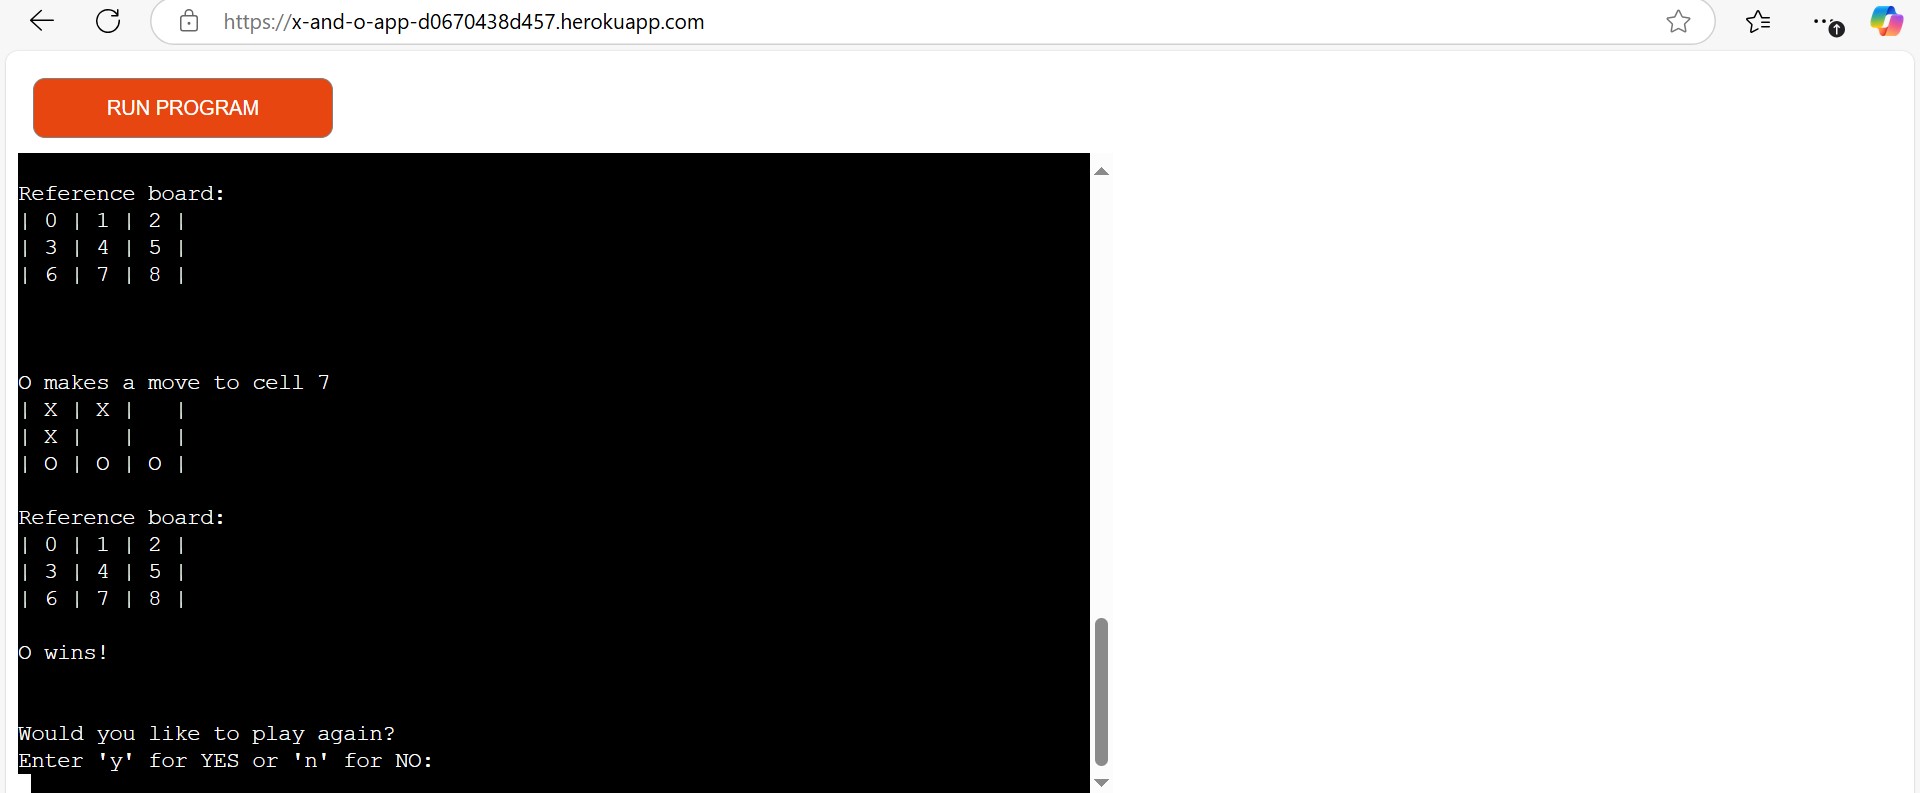 https://x-and-o-app-d0670438d457.herokuapp.com
RUN PROGRAM
Reference board:
| 0 | 1 | 2 |
| 3 | 4 | 5 |
| 6 | 7 | 8 |
O makes a move to cell 7
| X | X |   |
| X |   |   |
| O | O | O |
Reference board:
| 0 | 1 | 2 |
| 3 | 4 | 5 |
| 6 | 7 | 8 |
O wins!
Would you like to play again?
Enter 'y' for YES or 'n' for NO: